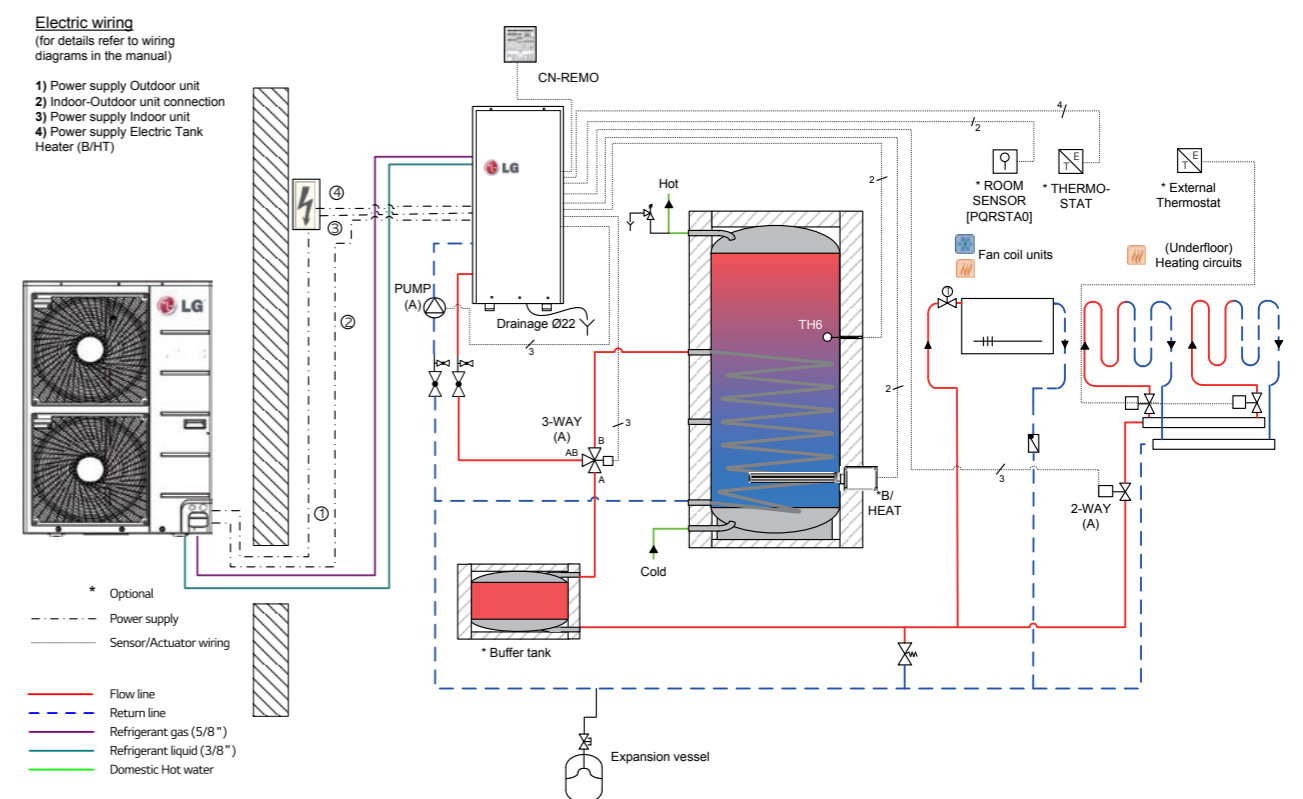 Electric wiring
(for details refer to wiring
diagrams in the manual)
1) Power supply Outdoor unit
2) Indoor-Outdoor unit connection
3) Power supply Indoor unit
4) Power supply Electric Tank
Heater (B/HT)
CN-REMO
LG
4
2
* ROOM
SENSOR
[PQRSTA0]
E
T
* THERMO-
STAT
E
T
* External
Thermostat
Fan coil units
(Underfloor)
Heating circuits
④
③
②
①
LG
PUMP
(A)
Drainage Ø22
3
Hot
2
TH6
2
3-WAY
(A)
B
AB
A
3
*B/
HEAT
3
2-WAY
(A)
Cold
* Buffer tank
Expansion vessel
* Optional
Power supply
Sensor/Actuator wiring
Flow line
Return line
Refrigerant gas (5/8")
Refrigerant liquid (3/8")
Domestic Hot water